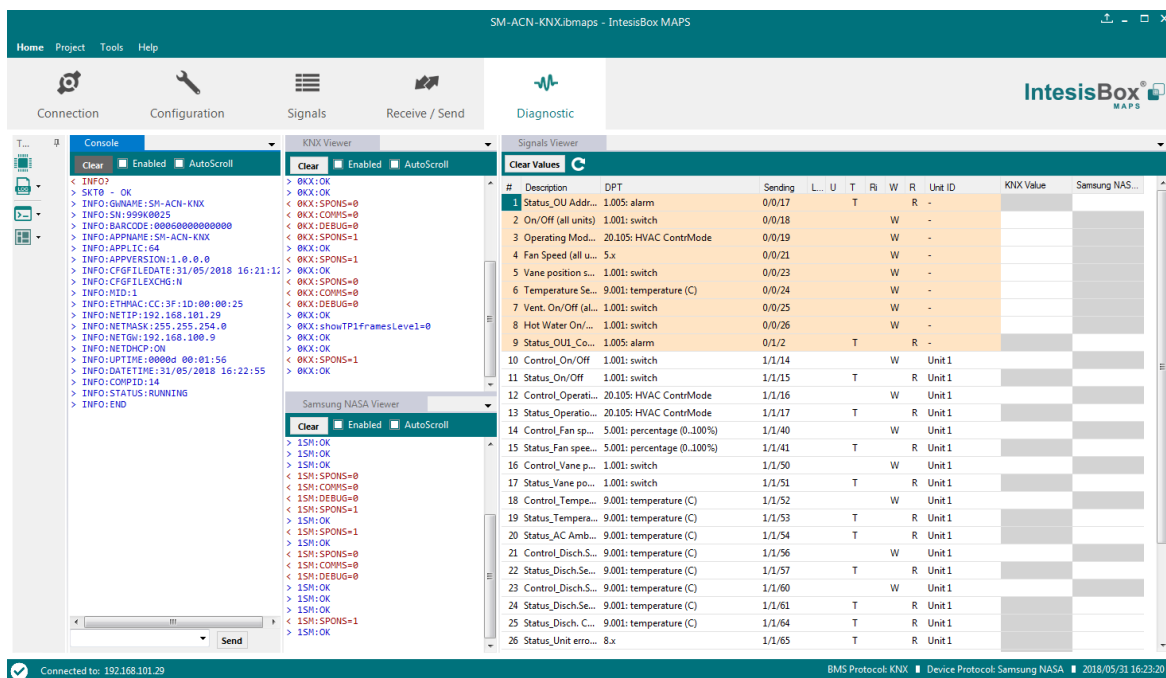 SM-ACN-KNX.ibmaps - IntesisBox MAPS
Home Project Tools Help
Connection Configuration Signals Receive / Send Diagnostic
IntesisBox® MAPS
T...
Console
Clear Enabled AutoScroll
< INFO?
> SKT0 - OK
> INFO:GWNAME:SM-ACN-KNX
> INFO:SN:999K0025
> INFO:BARCODE:00060000000000
> INFO:APPNAME:SM-ACN-KNX
> INFO:APPLIC:64
> INFO:APPVERSION:1.0.0.0
> INFO:CFGFILEDATE:31/05/2018 16:21:12
> INFO:CFGFILEXCHG:N
> INFO:MID:1
> INFO:ETHMAC:CC:3F:1D:00:00:25
> INFO:NETIP:192.168.101.29
> INFO:NETMASK:255.255.254.0
> INFO:NETGW:192.168.100.9
> INFO:NETDHCP:ON
> INFO:UPTIME:0000d 00:01:56
> INFO:DATETIME:31/05/2018 16:22:55
> INFO:COMPID:14
> INFO:STATUS:RUNNING
> INFO:END
Send
KNX Viewer
Clear Enabled AutoScroll
> 0KX:OK
> 0KX:OK
< 0KX:SPONS=0
< 0KX:COMMS=0
< 0KX:DEBUG=0
< 0KX:SPONS=1
> 0KX:OK
< 0KX:SPONS=1
> 0KX:OK
< 0KX:SPONS=0
< 0KX:COMMS=0
< 0KX:DEBUG=0
> 0KX:OK
> 0KX:showTP1framesLevel=0
> 0KX:OK
> 0KX:OK
< 0KX:SPONS=1
> 0KX:OK
Samsung NASA Viewer
Clear Enabled AutoScroll
> 1SM:OK
> 1SM:OK
> 1SM:OK
< 1SM:SPONS=0
< 1SM:COMMS=0
< 1SM:DEBUG=0
< 1SM:SPONS=1
> 1SM:OK
< 1SM:SPONS=1
> 1SM:OK
< 1SM:SPONS=0
< 1SM:COMMS=0
< 1SM:DEBUG=0
> 1SM:OK
> 1SM:OK
> 1SM:OK
< 1SM:SPONS=1
> 1SM:OK
Signals Viewer
Clear Values
# Description DPT Sending L... U T Ri W R Unit ID KNX Value Samsung NAS...
1 Status_OU Addr... 1.005: alarm 0/0/17 T R -
2 On/Off (all units) 1.001: switch 0/0/18 W -
3 Operating Mod... 20.105: HVAC ContrMode 0/0/19 W -
4 Fan Speed (all u... 5.x 0/0/21 W -
5 Vane position s... 1.001: switch 0/0/23 W -
6 Temperature Se... 9.001: temperature (C) 0/0/24 W -
7 Vent. On/Off (al... 1.001: switch 0/0/25 W -
8 Hot Water On/... 1.001: switch 0/0/26 W -
9 Status_OU1_Co... 1.005: alarm 0/1/2 T R -
10 Control_On/Off 1.001: switch 1/1/14 W Unit 1
11 Status_On/Off 1.001: switch 1/1/15 T R Unit 1
12 Control_Operati... 20.105: HVAC ContrMode 1/1/16 W Unit 1
13 Status_Operatio... 20.105: HVAC ContrMode 1/1/17 T R Unit 1
14 Control_Fan sp... 5.001: percentage (0..100%) 1/1/40 W Unit 1
15 Status_Fan spee... 5.001: percentage (0..100%) 1/1/41 T R Unit 1
16 Control_Vane p... 1.001: switch 1/1/50 W Unit 1
17 Status_Vane po... 1.001: switch 1/1/51 T R Unit 1
18 Control_Tempe... 9.001: temperature (C) 1/1/52 W Unit 1
19 Status_Tempera... 9.001: temperature (C) 1/1/53 T R Unit 1
20 Status_AC Amb... 9.001: temperature (C) 1/1/54 T R Unit 1
21 Control_Disch.S... 9.001: temperature (C) 1/1/56 W Unit 1
22 Status_Disch.Se... 9.001: temperature (C) 1/1/57 T R Unit 1
23 Control_Disch.S... 9.001: temperature (C) 1/1/60 W Unit 1
24 Status_Disch.Se... 9.001: temperature (C) 1/1/61 T R Unit 1
25 Status_Disch. C... 9.001: temperature (C) 1/1/64 T R Unit 1
26 Status_Unit erro... 8.x 1/1/65 T R Unit 1
Connected to: 192.168.101.29 BMS Protocol: KNX Device Protocol: Samsung NASA 2018/05/31 16:23:20